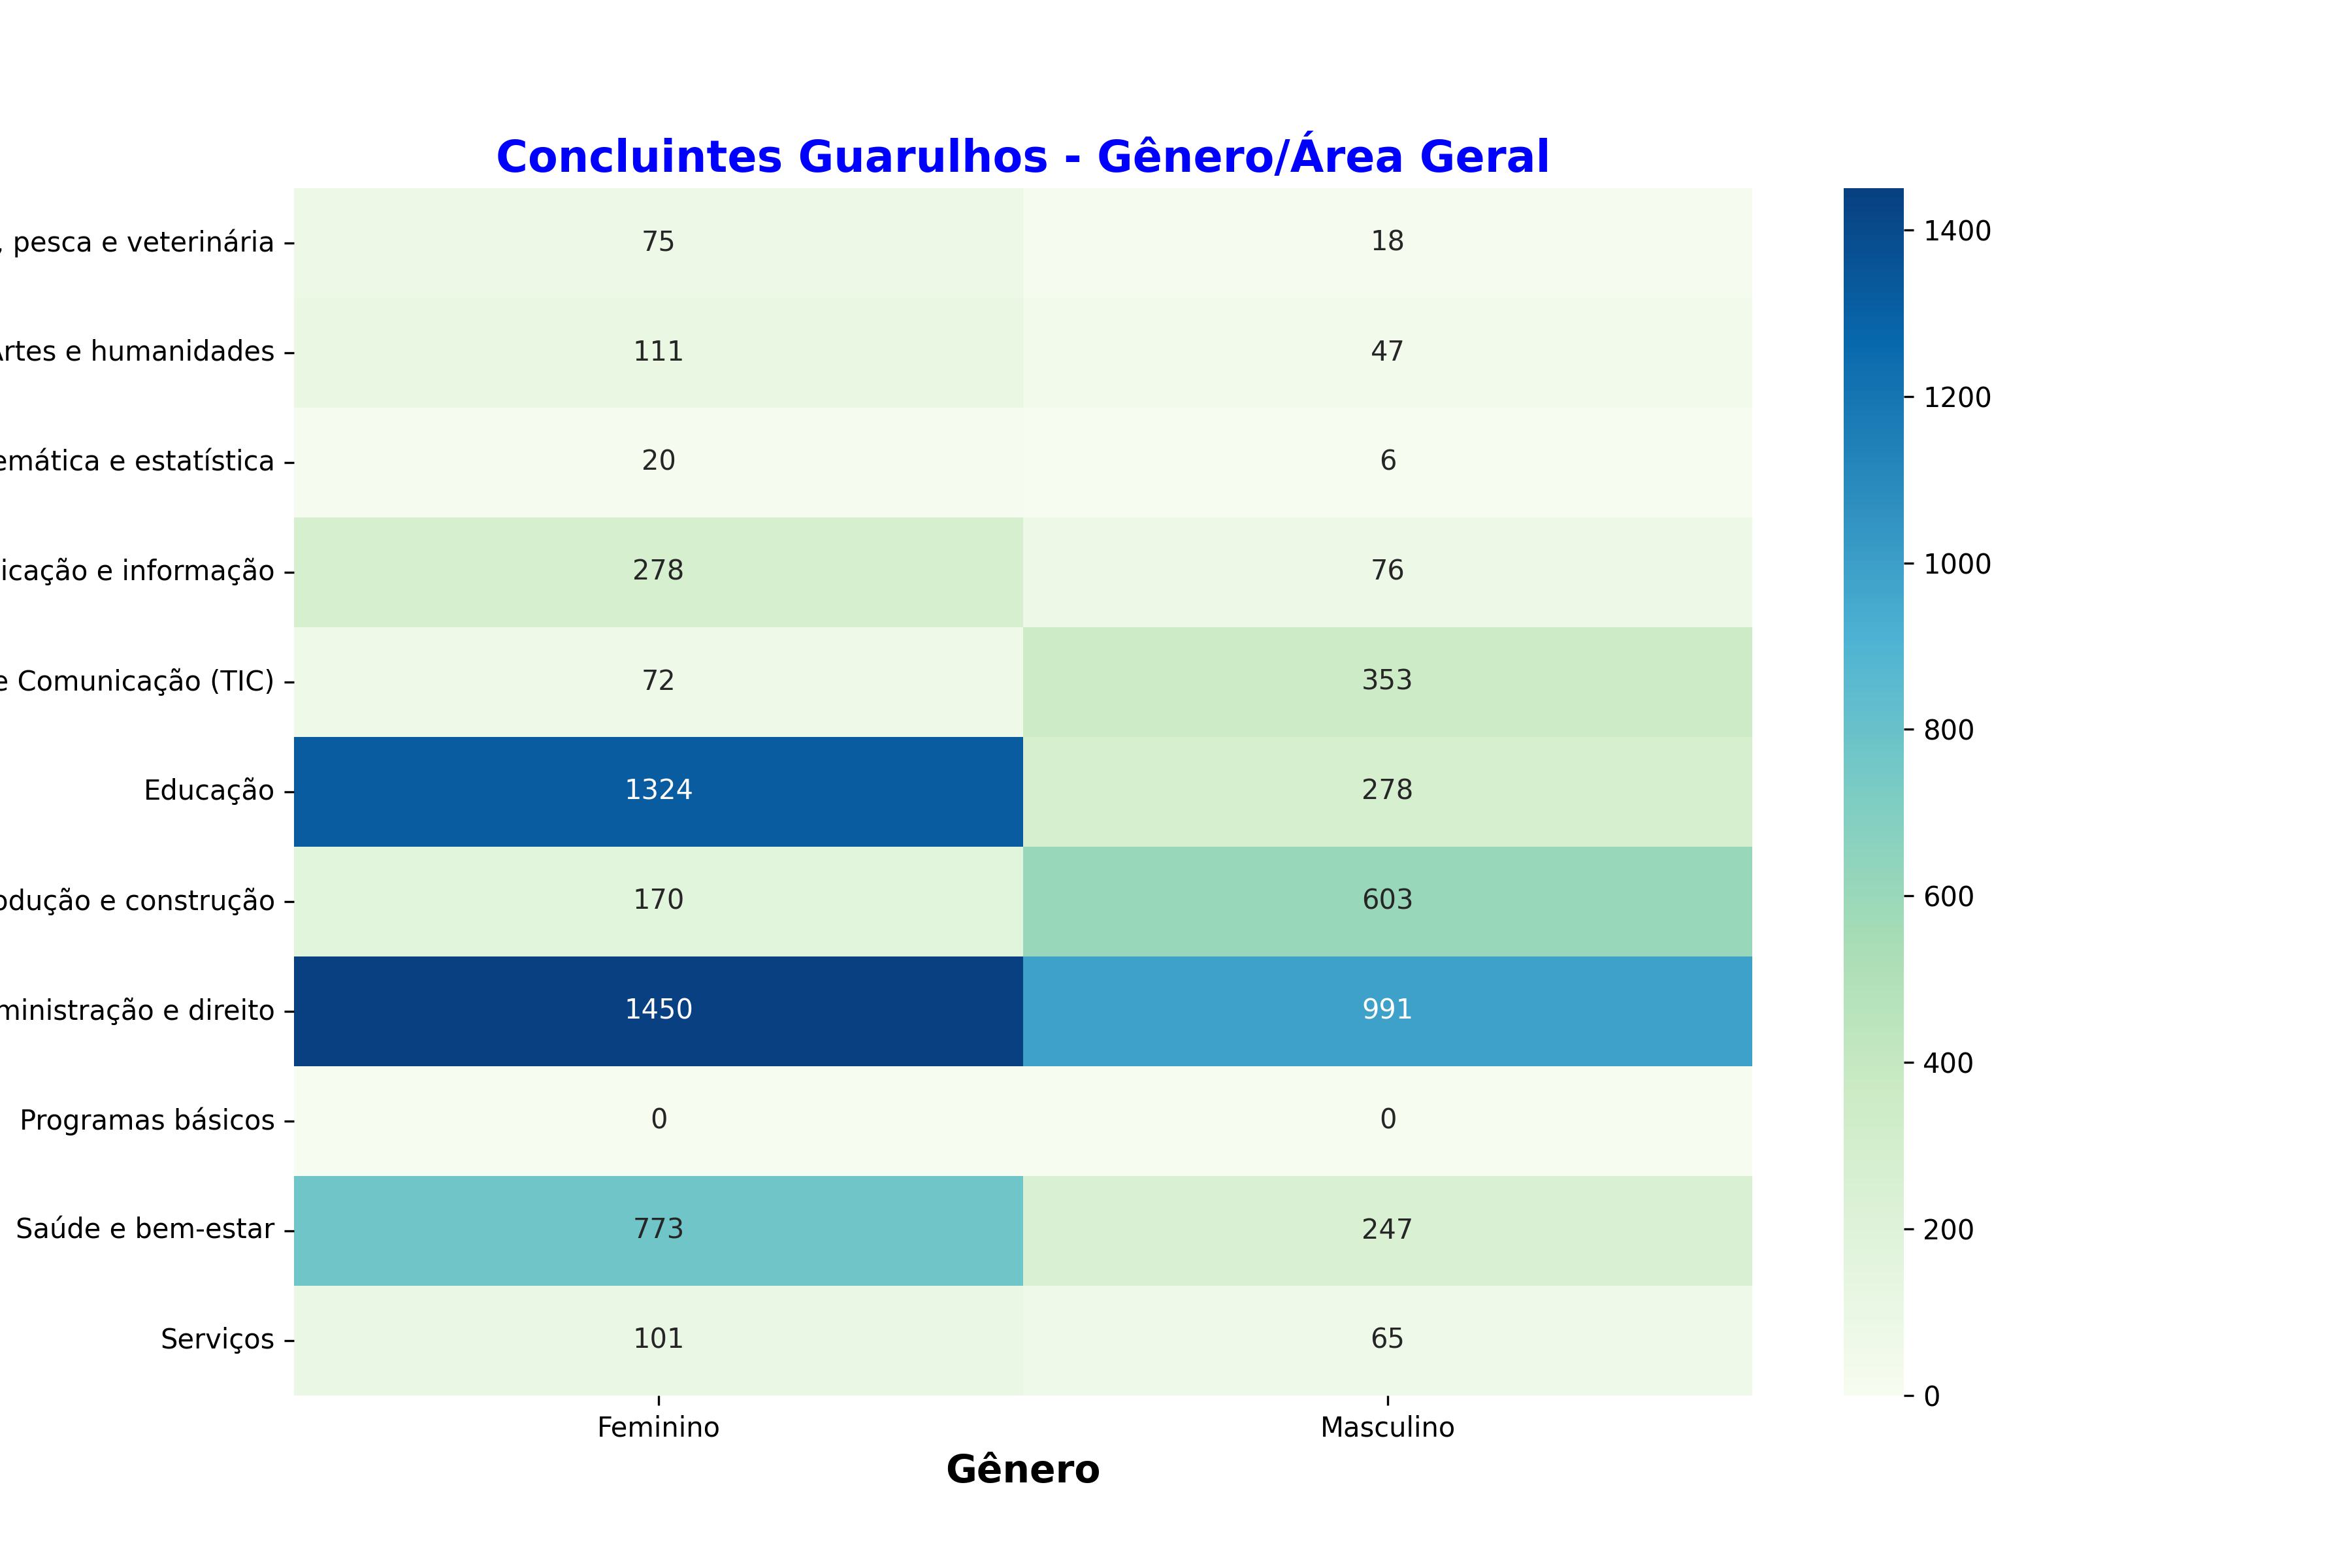 Concluintes Guarulhos - Gênero/Área Geral
, pesca e veterinária 75 18
Artes e humanidades 111 47
emática e estatística 20 6
icação e informação 278 76
e Comunicação (TIC) 72 353
Educação 1324 278
odução e construção 170 603
ministração e direito 1450 991
Programas básicos 0 0
Saúde e bem-estar 773 247
Serviços 101 65
Feminino Masculino
Gênero
1400
1200
1000
800
600
400
200
0